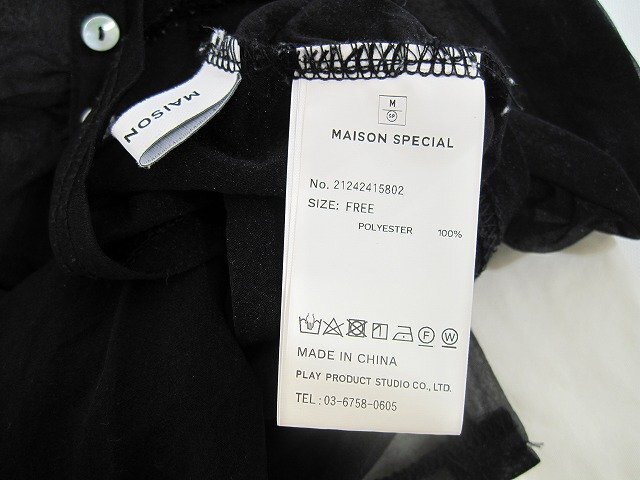 MAISON
M
SP
MAISON SPECIAL
No. 21242415802
SIZE: FREE
POLYESTER 100%
F W
MADE IN CHINA
PLAY PRODUCT STUDIO CO., LTD.
TEL : 03-6758-0605